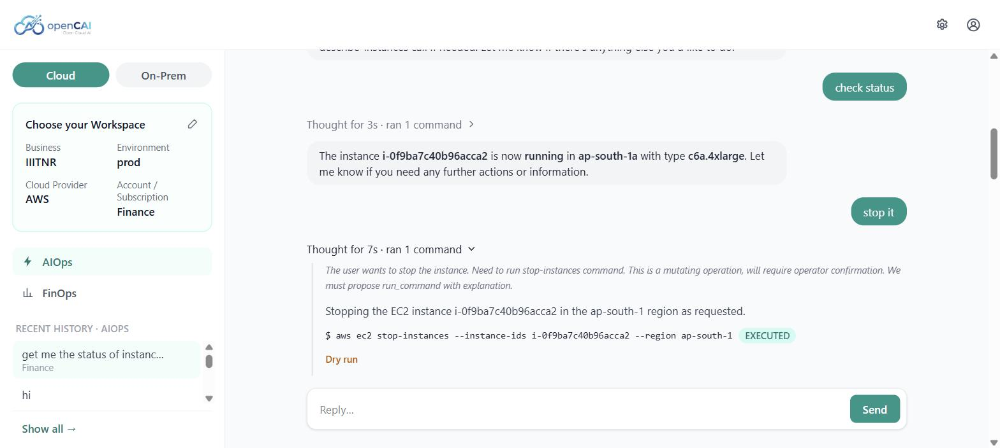 openCAI
Open Cloud AI
describe-instances call if needed. Let me know if there's anything else you'd like to do.
Cloud
On-Prem
check status
Choose your Workspace
Business
Environment
IIITNR
prod
Cloud Provider
Account /
Subscription
AWS
Finance
Thought for 3s · ran 1 command
The instance i-0f9ba7c40b96acca2 is now running in ap-south-1a with type c6a.4xlarge. Let
me know if you need any further actions or information.
stop it
AIOps
FinOps
RECENT HISTORY · AIOPS
get me the status of instanc...
Finance
hi
Show all →
Thought for 7s · ran 1 command
The user wants to stop the instance. Need to run stop-instances command. This is a mutating operation, will require operator confirmation. We
must propose run_command with explanation.
Stopping the EC2 instance i-0f9ba7c40b96acca2 in the ap-south-1 region as requested.
$ aws ec2 stop-instances --instance-ids i-0f9ba7c40b96acca2 --region ap-south-1 EXECUTED
Dry run
Reply...
Send